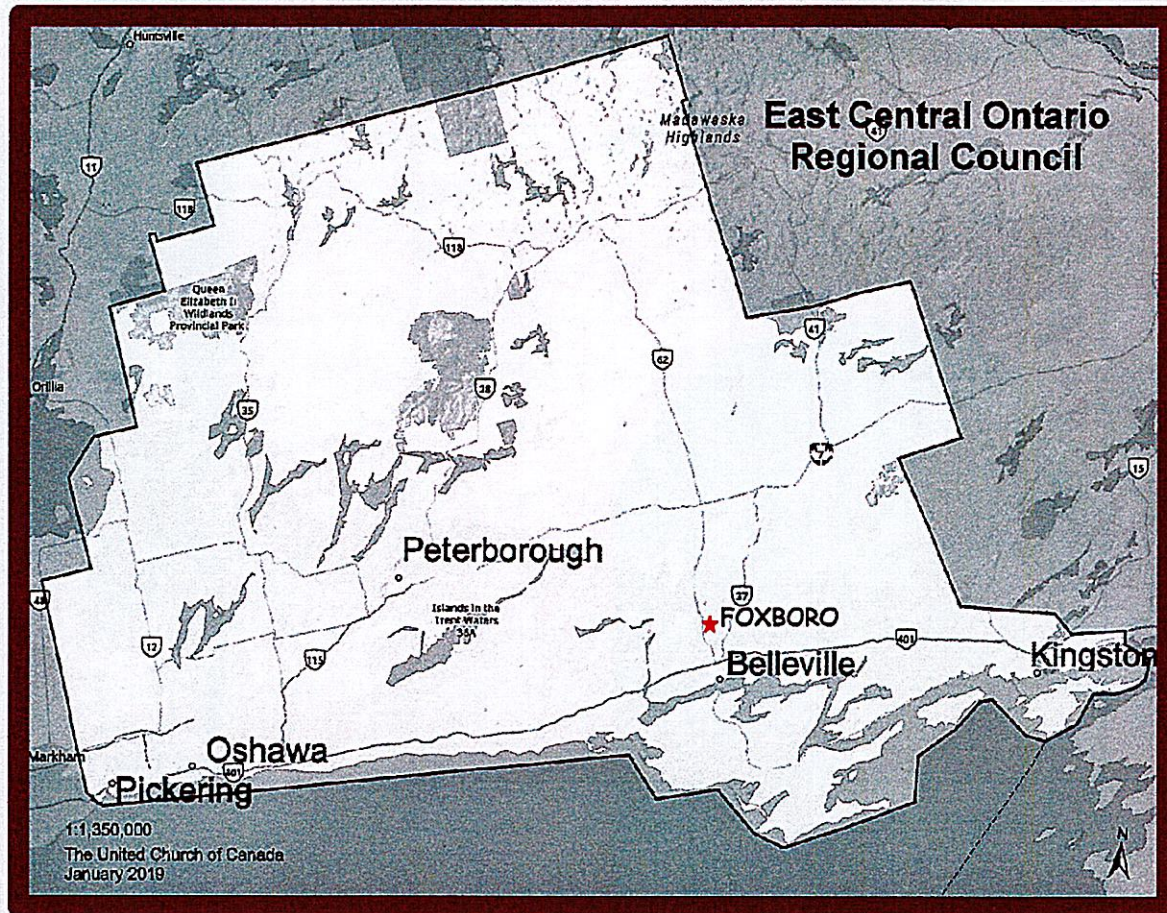 Huntsville
Madawaska
Highlands
East Central Ontario
Regional Council
41
11
118
118
Queen
Elizabeth II
Wildlands
Provincial Park
41
62
Orillia
28
35
7
15
Peterborough
48
Islands in the
Trent Waters
36A
37
FOXBORO
12
115
401
Belleville
Kingston
Markham
Oshawa
401
Pickering
1:1,350,000
The United Church of Canada
January 2019
N